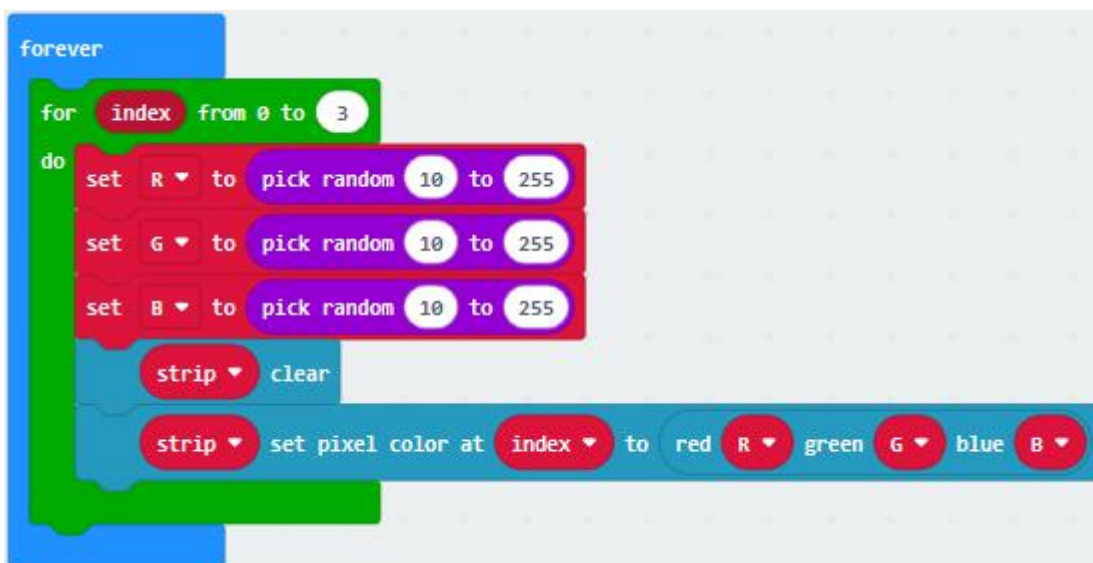 forever
for index from 0 to 3
do
set R to pick random 10 to 255
set G to pick random 10 to 255
set B to pick random 10 to 255
strip clear
strip set pixel color at index to red R green G blue B